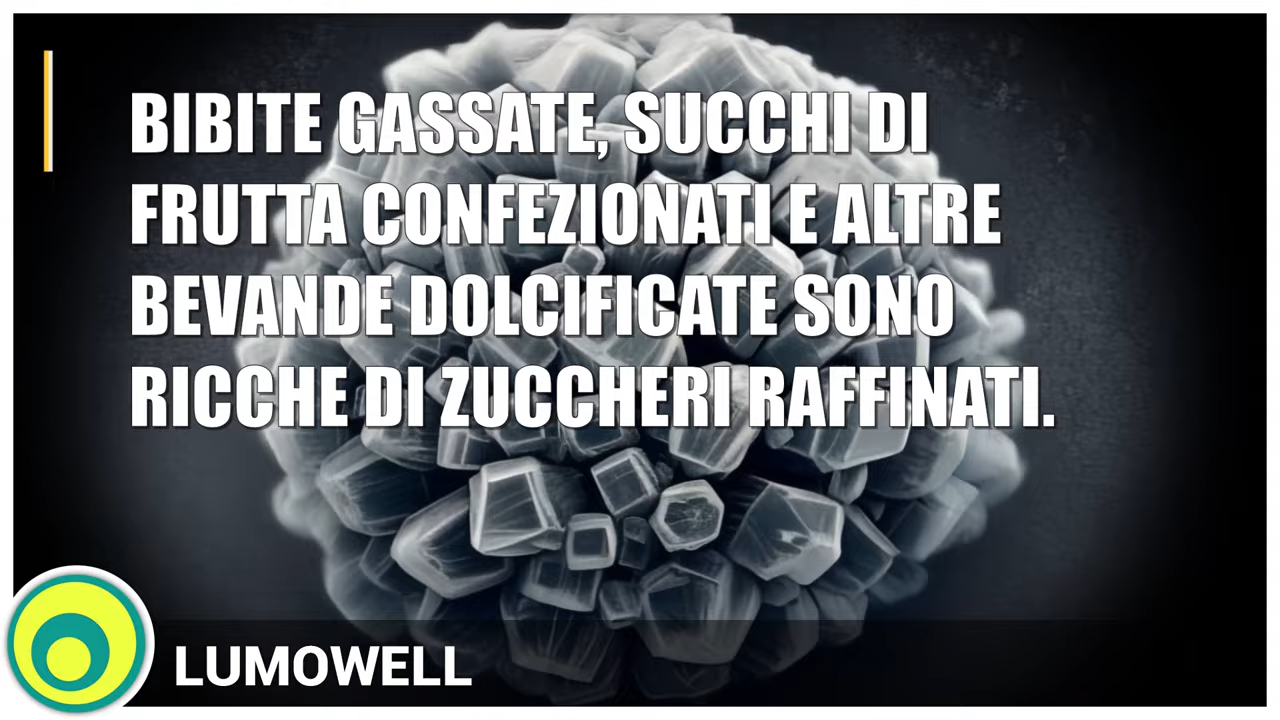 BIBITE GASSATE, SUCCHI DI
FRUTTA CONFEZIONATI E ALTRE
BEVANDE DOLCIFICATE SONO
RICCHE DI ZUCCHERI RAFFINATI.
LUMOWELL